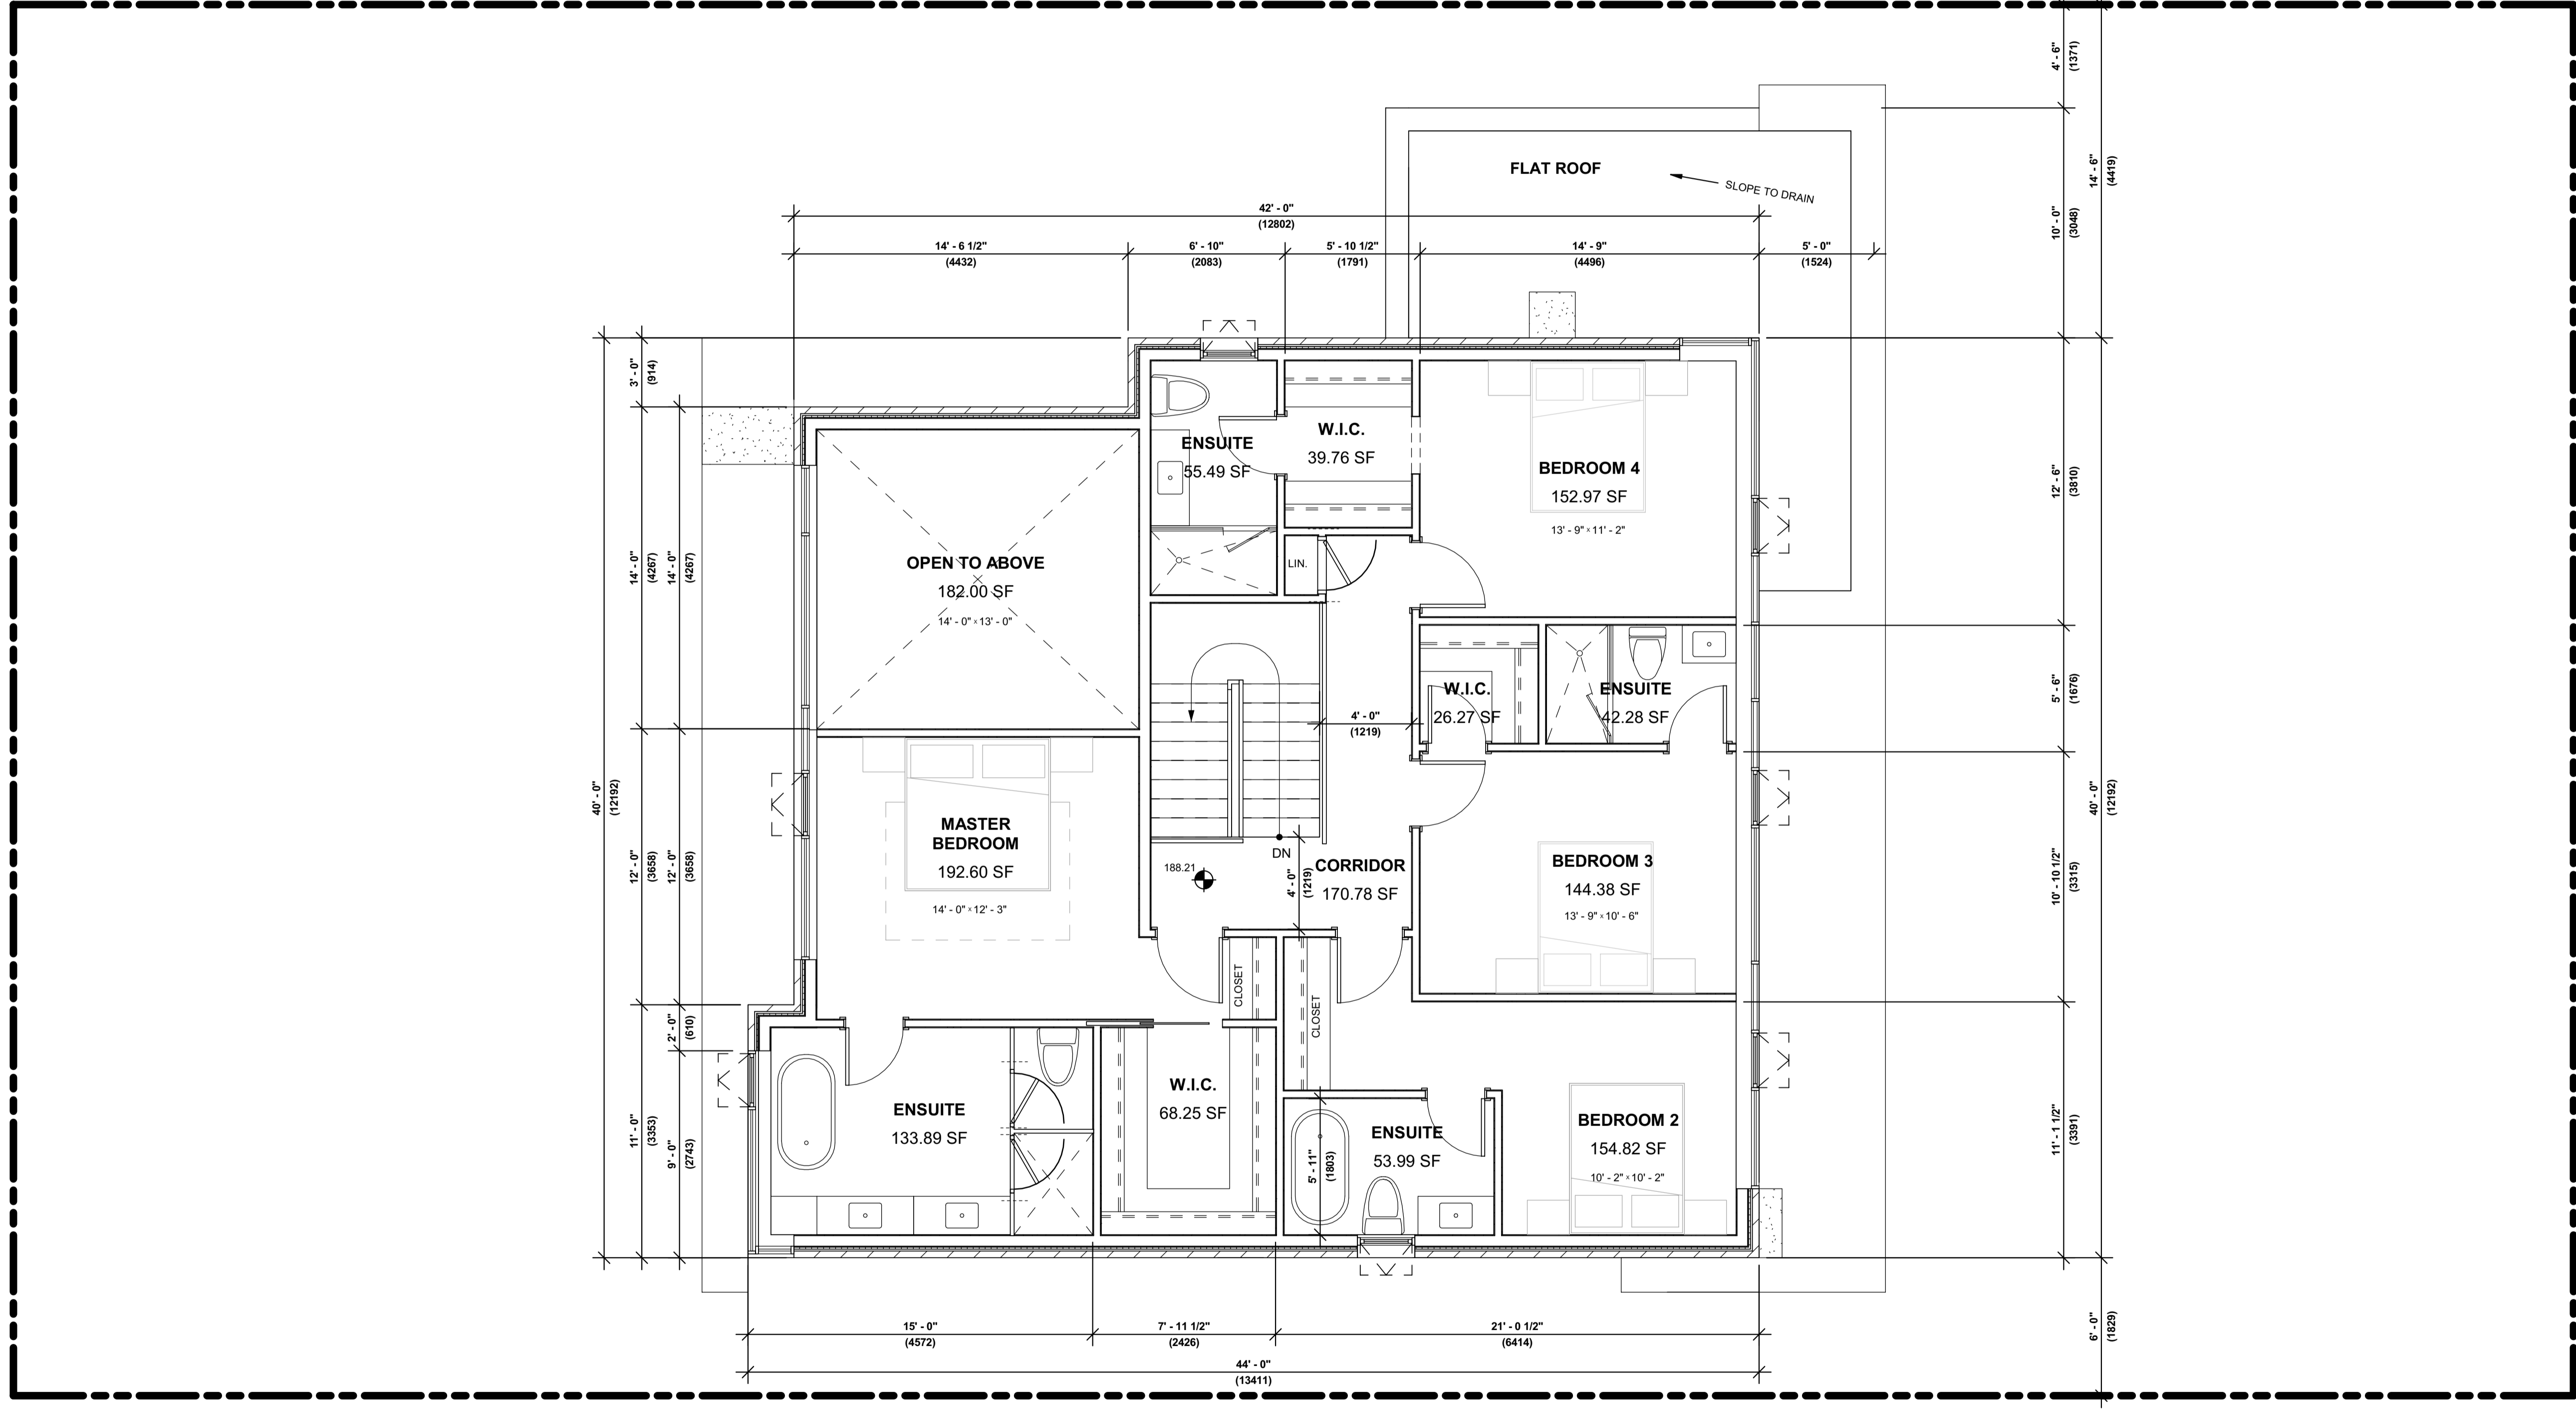 4' - 6"
(1371)
14' - 6"
(4419)
10' - 0"
(3048)
FLAT ROOF
SLOPE TO DRAIN
42' - 0"
(12802)
14' - 6 1/2"
(4432)
6' - 10"
(2083)
5' - 10 1/2"
(1791)
14' - 9"
(4496)
5' - 0"
(1524)
3' - 0"
(914)
14' - 0"
(4267)
14' - 0"
(4267)
40' - 0"
(12192)
12' - 0"
(3658)
12' - 0"
(3658)
2' - 0"
(610)
11' - 0"
(3353)
9' - 0"
(2743)
ENSUITE
55.49 SF
W.I.C.
39.76 SF
BEDROOM 4
152.97 SF
13' - 9" x 11' - 2"
OPEN TO ABOVE
182.00 SF
14' - 0" x 13' - 0"
LIN.
W.I.C.
26.27 SF
ENSUITE
42.28 SF
4' - 0"
(1219)
MASTER
BEDROOM
192.60 SF
14' - 0" x 12' - 3"
188.21
DN
4' - 0"
(1219)
CORRIDOR
170.78 SF
BEDROOM 3
144.38 SF
13' - 9" x 10' - 6"
CLOSET
CLOSET
ENSUITE
133.89 SF
W.I.C.
68.25 SF
5' - 11"
(1803)
ENSUITE
53.99 SF
BEDROOM 2
154.82 SF
10' - 2" x 10' - 2"
12' - 6"
(3810)
5' - 6"
(1676)
40' - 0"
(12192)
10' - 10 1/2"
(3315)
11' - 1 1/2"
(3391)
6' - 0"
(1829)
15' - 0"
(4572)
7' - 11 1/2"
(2426)
21' - 0 1/2"
(6414)
44' - 0"
(13411)